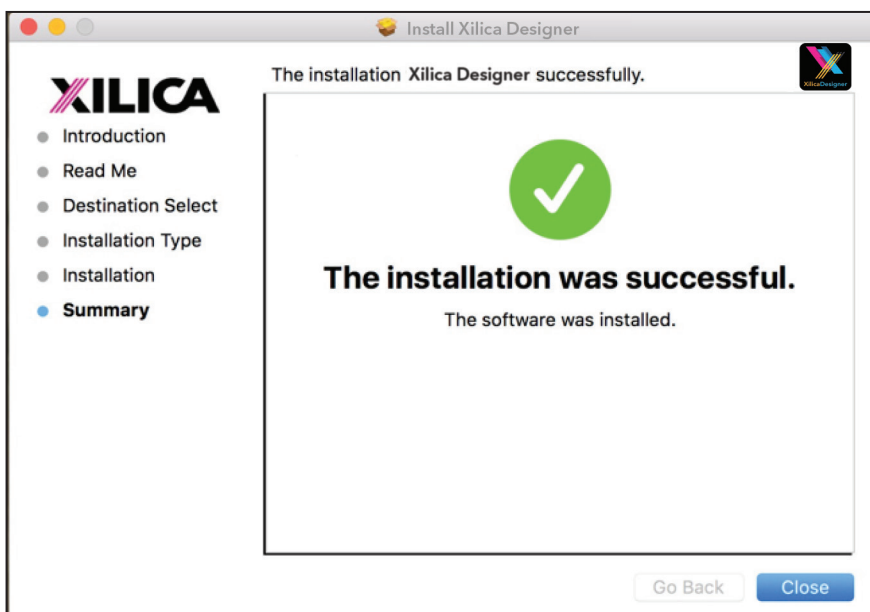 Install Xilica Designer
The installation Xilica Designer successfully.
XilicaDesigner
XILICA
Introduction
Read Me
Destination Select
Installation Type
Installation
Summary
The installation was successful.
The software was installed.
Go Back
Close